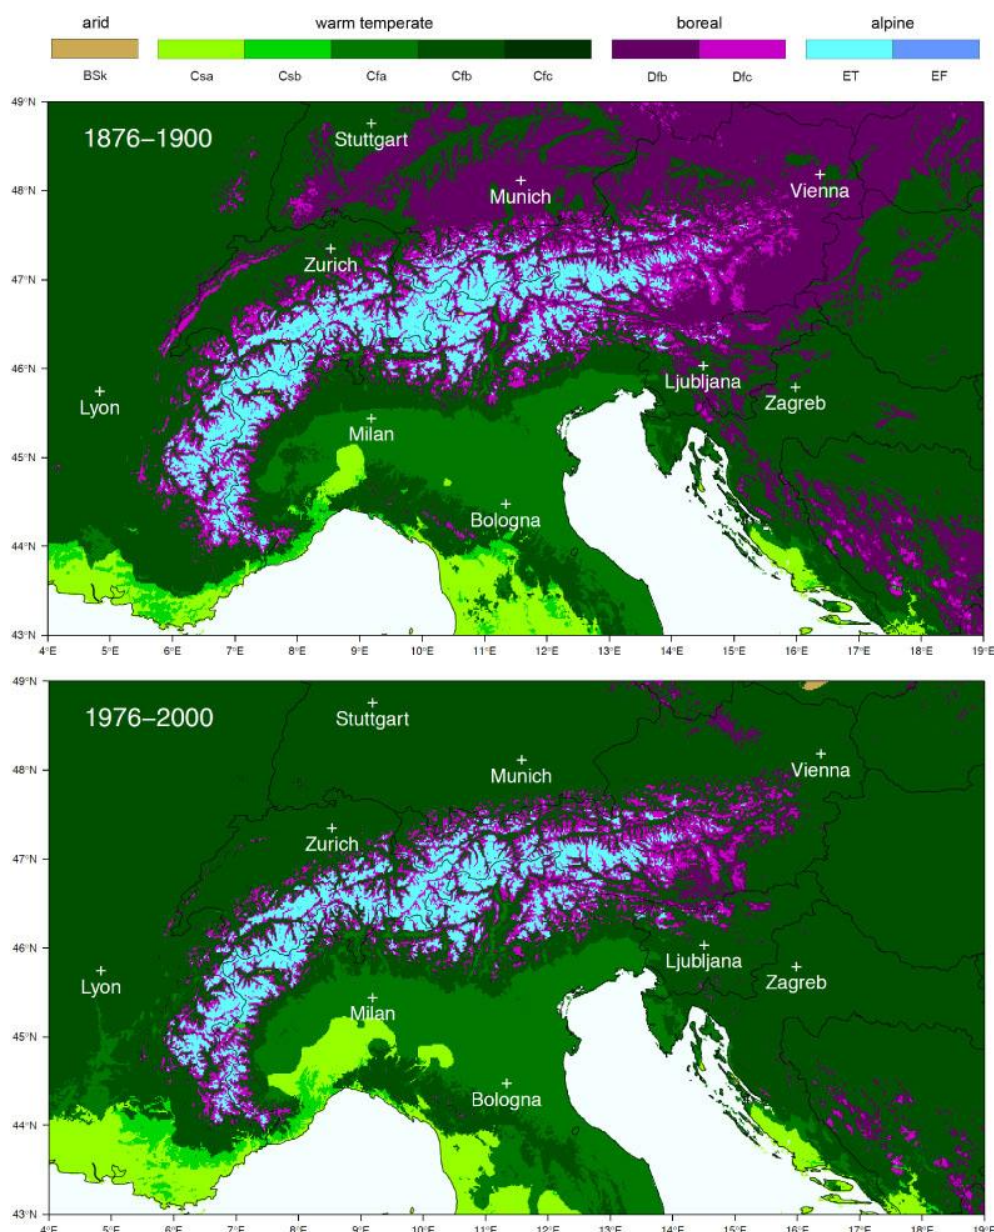 arid warm temperate boreal alpine
BSk Csa Csb Cfa Cfb Cfc Dfb Dfc ET EF
49°N
1876–1900
Stuttgart
48°N
Munich
Vienna
Zurich
47°N
46°N
Ljubljana
Lyon
Zagreb
Milan
45°N
Bologna
44°N
43°N
4°E 5°E 6°E 7°E 8°E 9°E 10°E 11°E 12°E 13°E 14°E 15°E 16°E 17°E 18°E 19°E
49°N
1976–2000
Stuttgart
48°N
Munich
Vienna
Zurich
47°N
46°N
Ljubljana
Lyon
Zagreb
Milan
45°N
Bologna
44°N
43°N
4°E 5°E 6°E 7°E 8°E 9°E 10°E 11°E 12°E 13°E 14°E 15°E 16°E 17°E 18°E 19°E